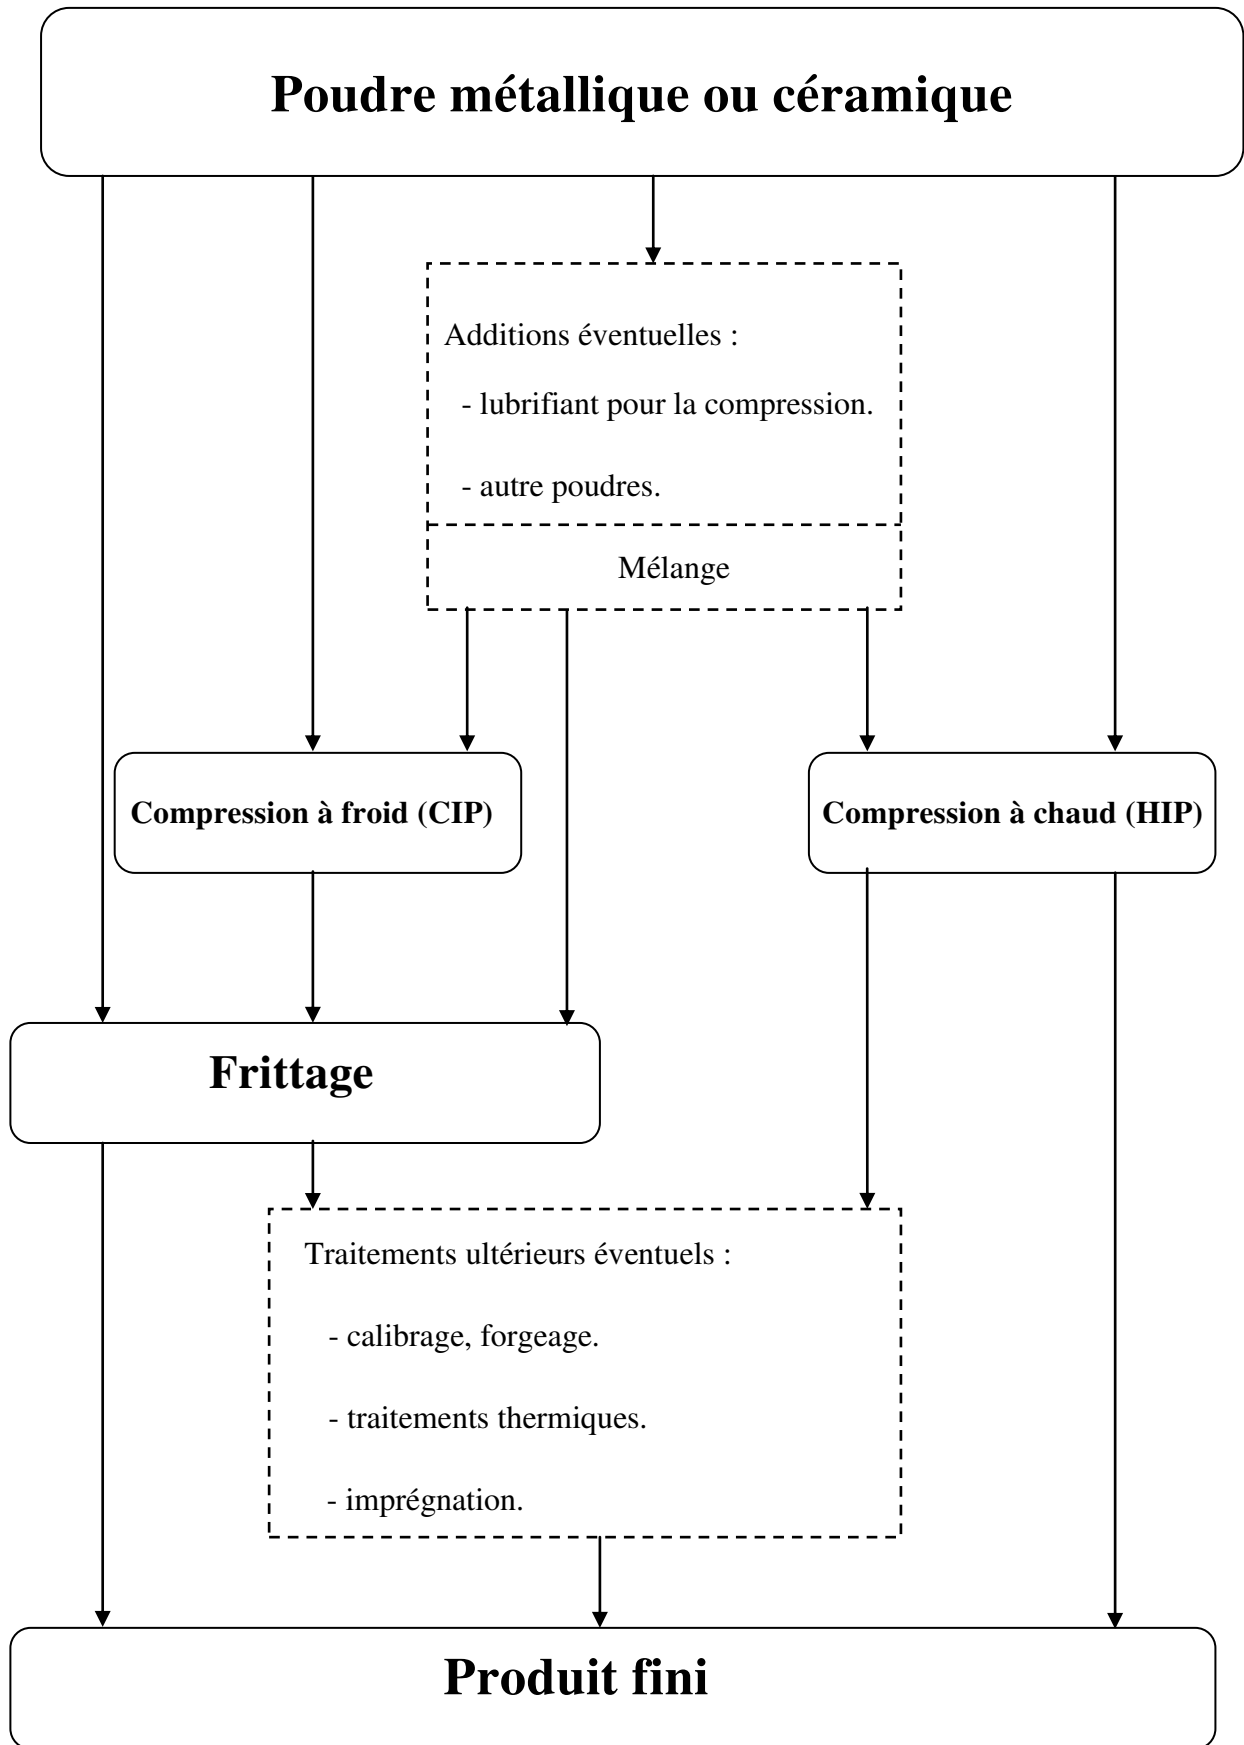 Poudre métallique ou céramique
Additions éventuelles :
- lubrifiant pour la compression.
- autre poudres.
Mélange
Compression à froid (CIP)
Compression à chaud (HIP)
Frittage
Traitements ultérieurs éventuels :
- calibrage, forgeage.
- traitements thermiques.
- imprégnation.
Produit fini